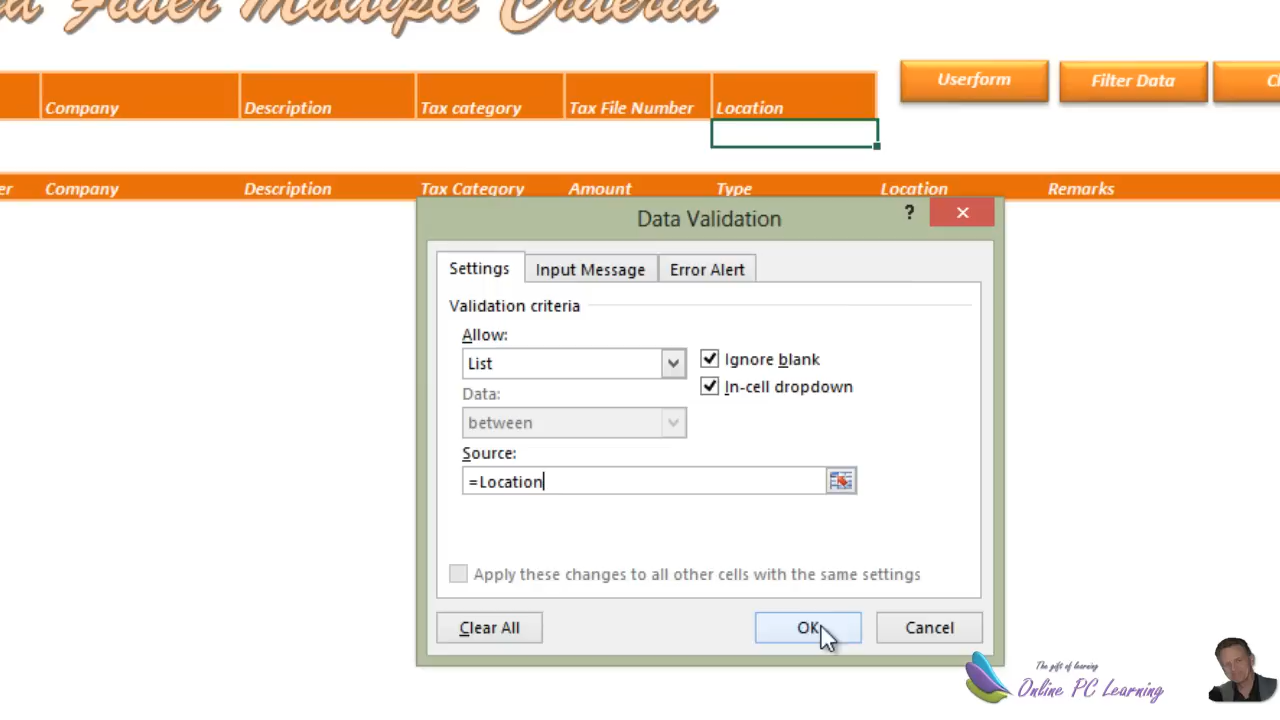 Filter Multiple Criteria
Userform
Filter Data
Company
Description
Tax category
Tax File Number
Location
Company
Description
Tax Category
Amount
Type
Location
Remarks
Data Validation
?
Settings
Input Message
Error Alert
Validation criteria
Allow:
List
Ignore blank
In-cell dropdown
Data:
between
Source:
=Location
Apply these changes to all other cells with the same settings
Clear All
OK
Cancel
The gift of learning
Online PC Learning